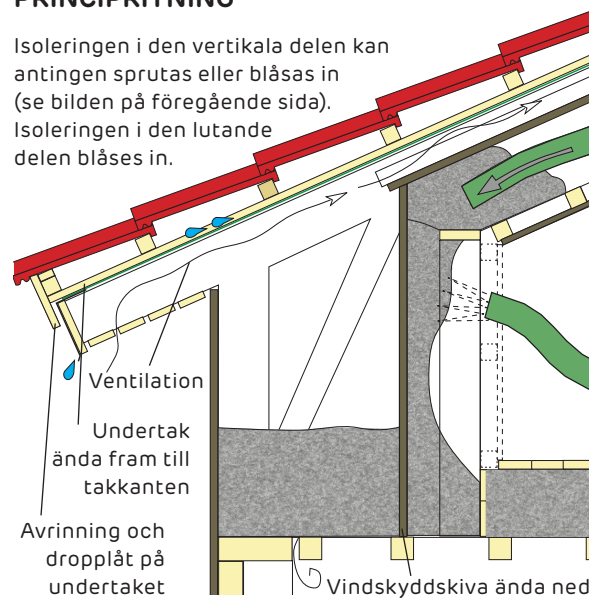 PRINCIPRITNING
Isoleringen i den vertikala delen kan
antingen sprutas eller blåsas in
(se bilden på föregående sida).
Isoleringen i den lutande
delen blåses in.
Ventilation
Undertak
ända fram till
takkanten
Avrinning och
dropplåt på
undertaket
Vindskyddskiva ända ned